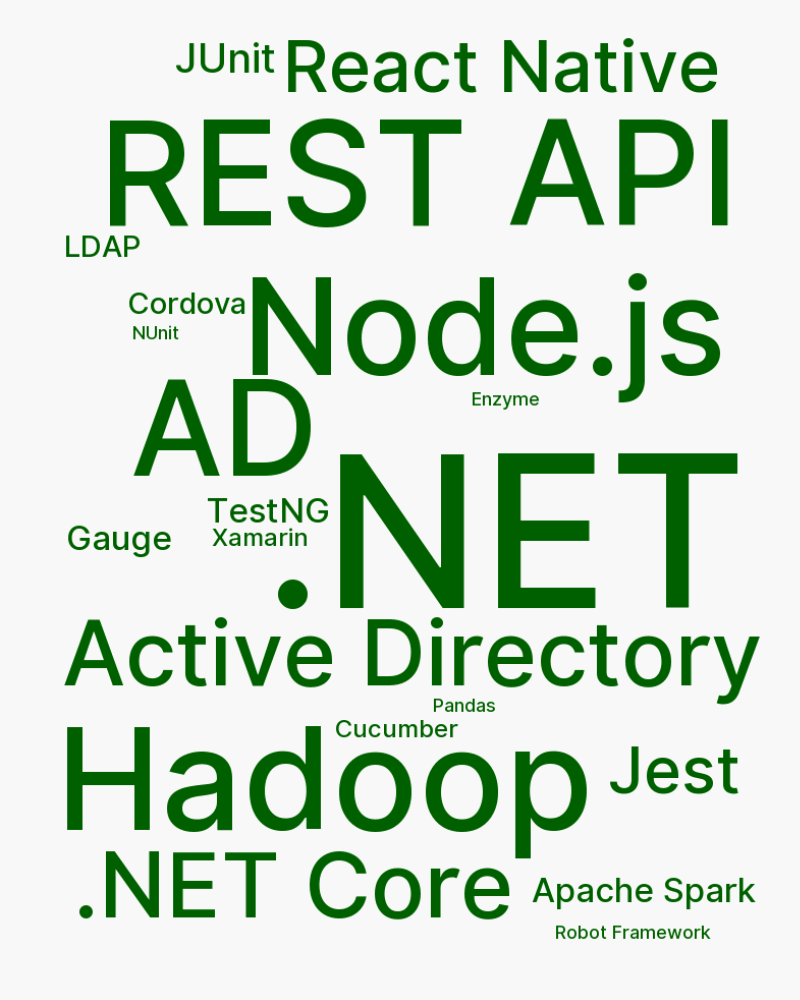 JUnit React Native
REST API
LDAP
Cordova Node.js
NUnit
Enzyme
AD
.NET
TestNG
Gauge
Xamarin
Active Directory
Pandas
Cucumber
Hadoop Jest
.NET Core
Apache Spark
Robot Framework